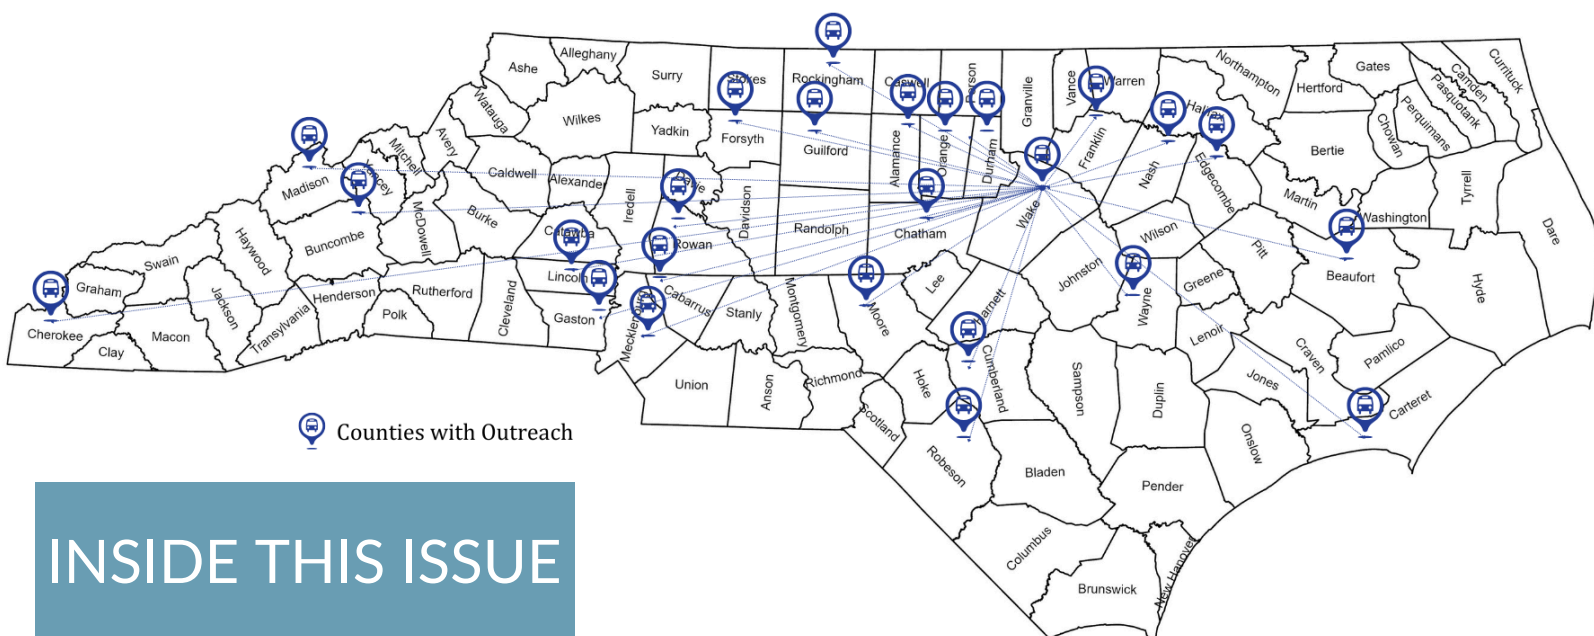 Ashe
Alleghany
Surry
Stokes
Rockingham
Caswell
Person
Granville
Vance
Warren
Northampton
Gates
Hertford
Currituck
Camden
Pasquotank
Perquimans
Chowan
Halifax
Bertie
Watauga
Wilkes
Yadkin
Forsyth
Guilford
Alamance
Orange
Durham
Franklin
Nash
Edgecombe
Martin
Washington
Tyrrell
Dare
Avery
Mitchell
Yancey
Madison
Caldwell
Alexander
Iredell
Davie
Davidson
Randolph
Chatham
Wake
Wilson
Pitt
Beaufort
Hyde
Haywood
Buncombe
McDowell
Burke
Catawba
Rowan
Swain
Graham
Cherokee
Clay
Macon
Jackson
Transylvania
Henderson
Polk
Rutherford
Cleveland
Lincoln
Gaston
Mecklenburg
Cabarrus
Stanly
Montgomery
Moore
Lee
Harnett
Johnston
Wayne
Greene
Lenoir
Craven
Pamlico
Jones
Carteret
Union
Anson
Richmond
Scotland
Hoke
Cumberland
Sampson
Duplin
Onslow
Robeson
Bladen
Pender
Columbus
Brunswick
New Hanover
Counties with Outreach
INSIDE THIS ISSUE